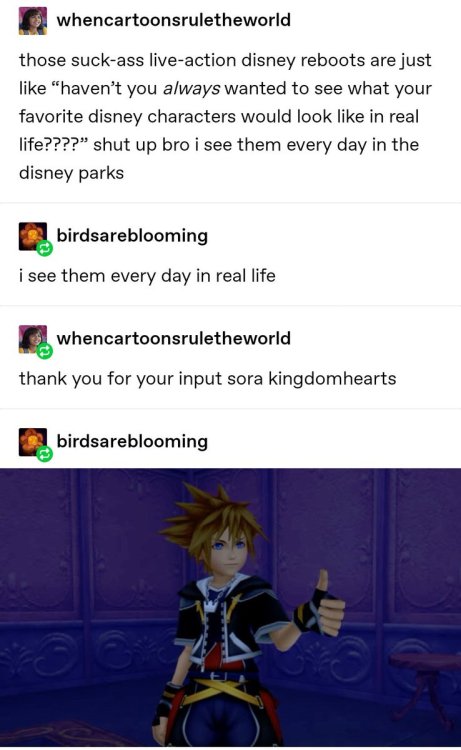 whencartoonsruletheworld
those suck-ass live-action disney reboots are just
like “haven’t you always wanted to see what your
favorite disney characters would look like in real
life????” shut up bro i see them every day in the
disney parks
birdsareblooming
i see them every day in real life
whencartoonsruletheworld
thank you for your input sora kingdomhearts
birdsareblooming